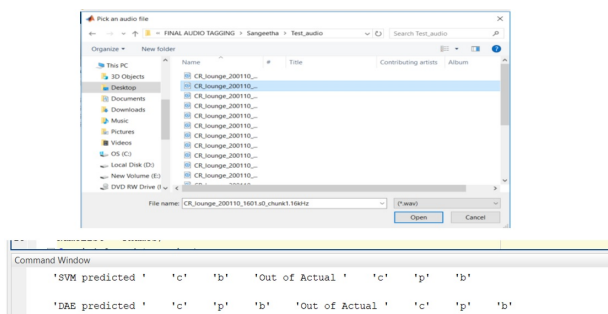 Pick an audio file
« FINAL AUDIO TAGGING > Sangeetha > Test_audio
Search Test_audio
Organize
New folder
Name
#
Title
Contributing artists
Album
This PC
3D Objects
Desktop
Documents
Downloads
Music
Pictures
Videos
OS (C:)
Local Disk (D:)
New Volume (E:)
DVD RW Drive (I
CR_lounge_200110_...
CR_lounge_200110_...
CR_lounge_200110_...
CR_lounge_200110_...
CR_lounge_200110_...
CR_lounge_200110_...
CR_lounge_200110_...
CR_lounge_200110_...
CR_lounge_200110_...
CR_lounge_200110_...
CR_lounge_200110_...
File name: CR_lounge_200110_1601.s0_chunk1.16kHz
(*.wav)
Open
Cancel
Command Window
'SVM predicted ' 'c' 'b' 'Out of Actual ' 'c' 'p' 'b'
'DAE predicted ' 'c' 'p' 'b' 'Out of Actual ' 'c' 'p' 'b'